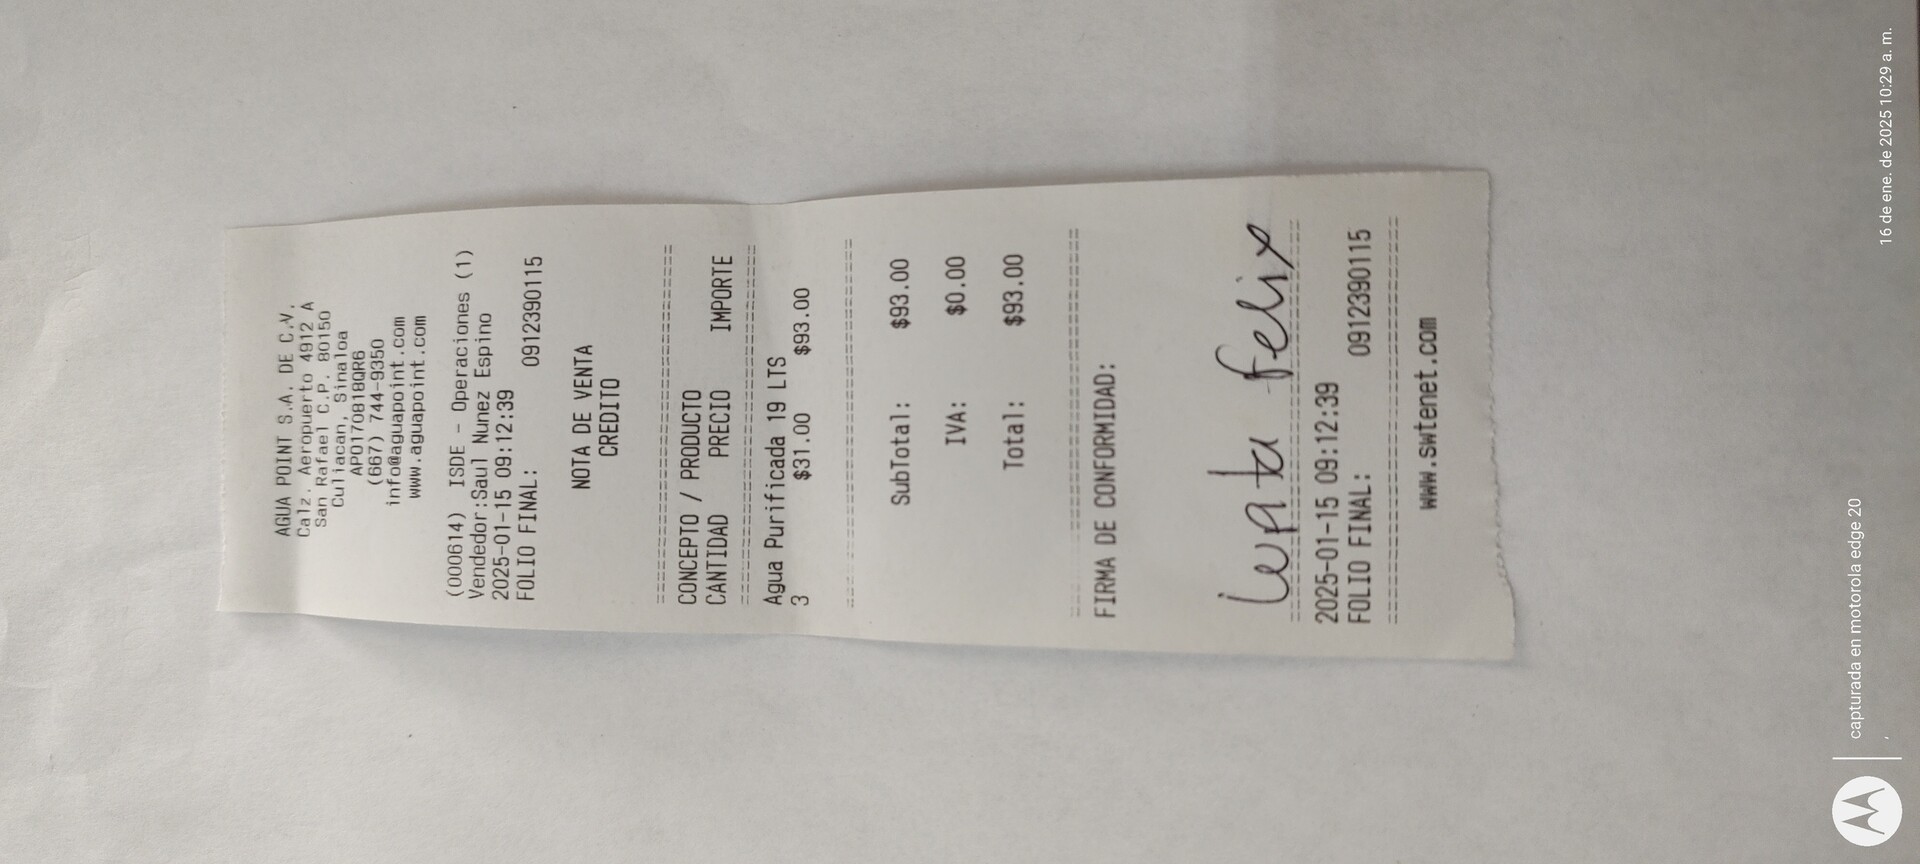 AGUA POINT S.A. DE C.V.
Calz. Aeropuerto 4912 A
San Rafael C.P. 80150
Culiacan, Sinaloa
APO170818QR6
(667) 744-9350
info@aguapoint.com
www.aguapoint.com
(000614) ISDE - Operaciones (1)
Vendedor:Saul Nunez Espino
2025-01-15 09:12:39
FOLIO FINAL: 0912390115
NOTA DE VENTA
CREDITO
CONCEPTO / PRODUCTO
CANTIDAD PRECIO IMPORTE
Agua Purificada 19 LTS
3 $31.00 $93.00
SubTotal: $93.00
IVA: $0.00
Total: $93.00
FIRMA DE CONFORMIDAD:
felix
2025-01-15 09:12:39
FOLIO FINAL: 0912390115
www.swtenet.com
capturada en motorola edge 20
16 de ene. de 2025 10:29 a. m.